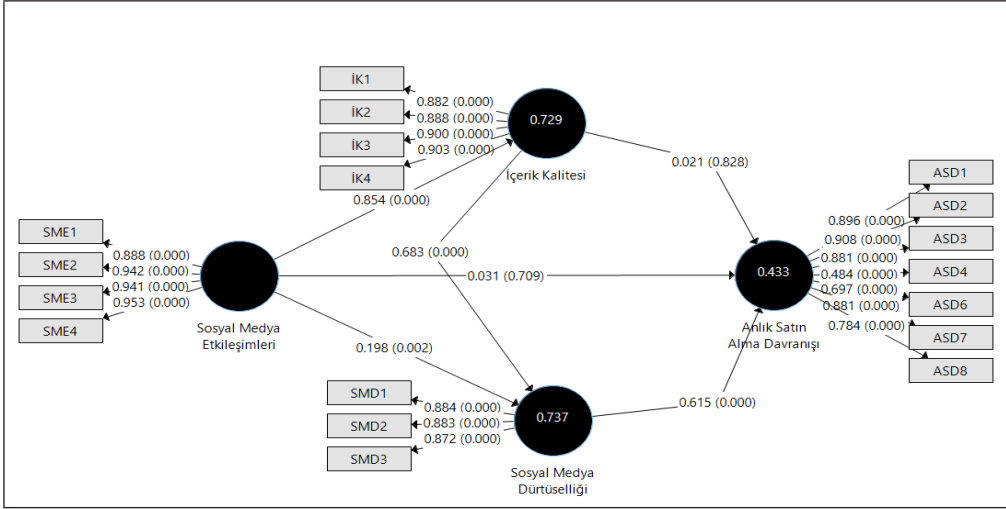 İK1
İK2
İK3
İK4
0.882 (0.000)
0.888 (0.000)
0.900 (0.000)
0.903 (0.000)
0.729
İçerik Kalitesi
0.854 (0.000)
0.021 (0.828)
SME1
SME2
SME3
SME4
0.888 (0.000)
0.942 (0.000)
0.941 (0.000)
0.953 (0.000)
Sosyal Medya
Etkileşimleri
0.683 (0.000)
0.031 (0.709)
0.198 (0.002)
0.433
Anlık Satın
Alma Davranışı
0.896 (0.000)
0.908 (0.000)
0.881 (0.000)
0.484 (0.000)
0.697 (0.000)
0.881 (0.000)
0.784 (0.000)
ASD1
ASD2
ASD3
ASD4
ASD6
ASD7
ASD8
SMD1
SMD2
SMD3
0.884 (0.000)
0.883 (0.000)
0.872 (0.000)
0.737
Sosyal Medya
Dürtüselliği
0.615 (0.000)